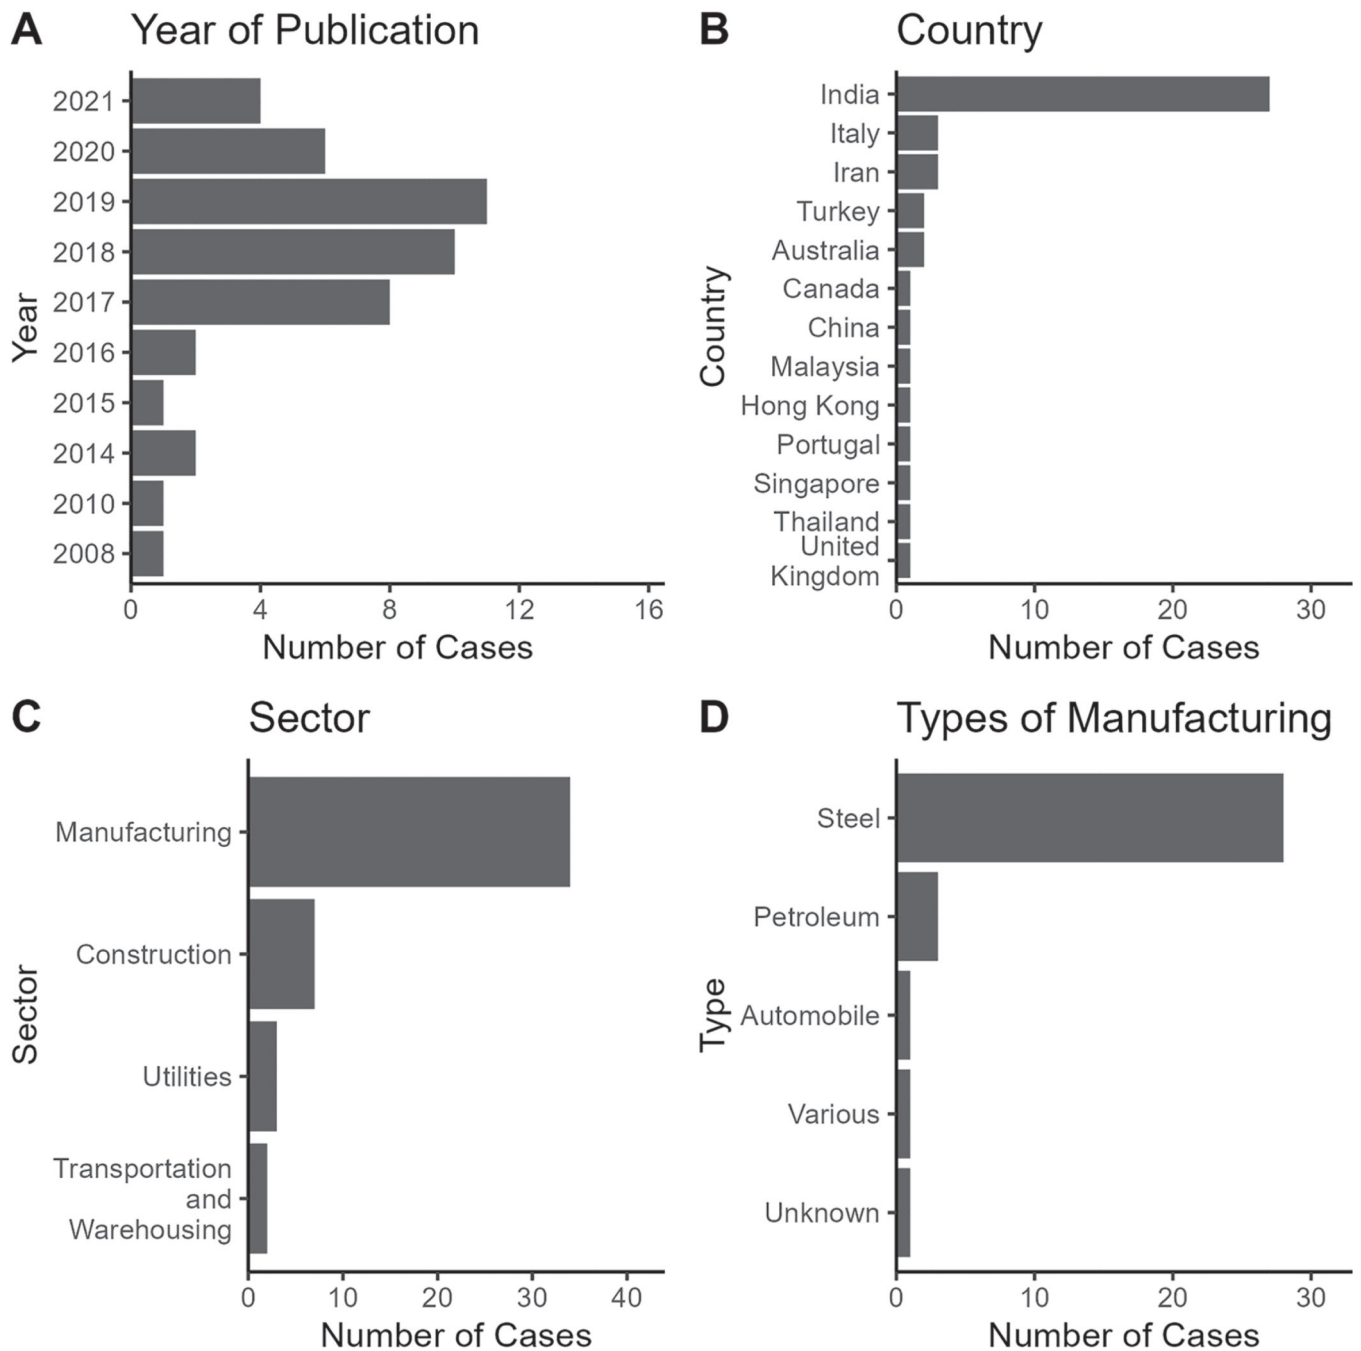 A Year of Publication
Year
2021
2020
2019
2018
2017
2016
2015
2014
2010
2008
0 4 8 12 16
Number of Cases
B Country
Country
India
Italy
Iran
Turkey
Australia
Canada
China
Malaysia
Hong Kong
Portugal
Singapore
Thailand
United
Kingdom
0 10 20 30
Number of Cases
C Sector
Sector
Manufacturing
Construction
Utilities
Transportation
and
Warehousing
0 10 20 30 40
Number of Cases
D Types of Manufacturing
Type
Steel
Petroleum
Automobile
Various
Unknown
0 10 20 30
Number of Cases